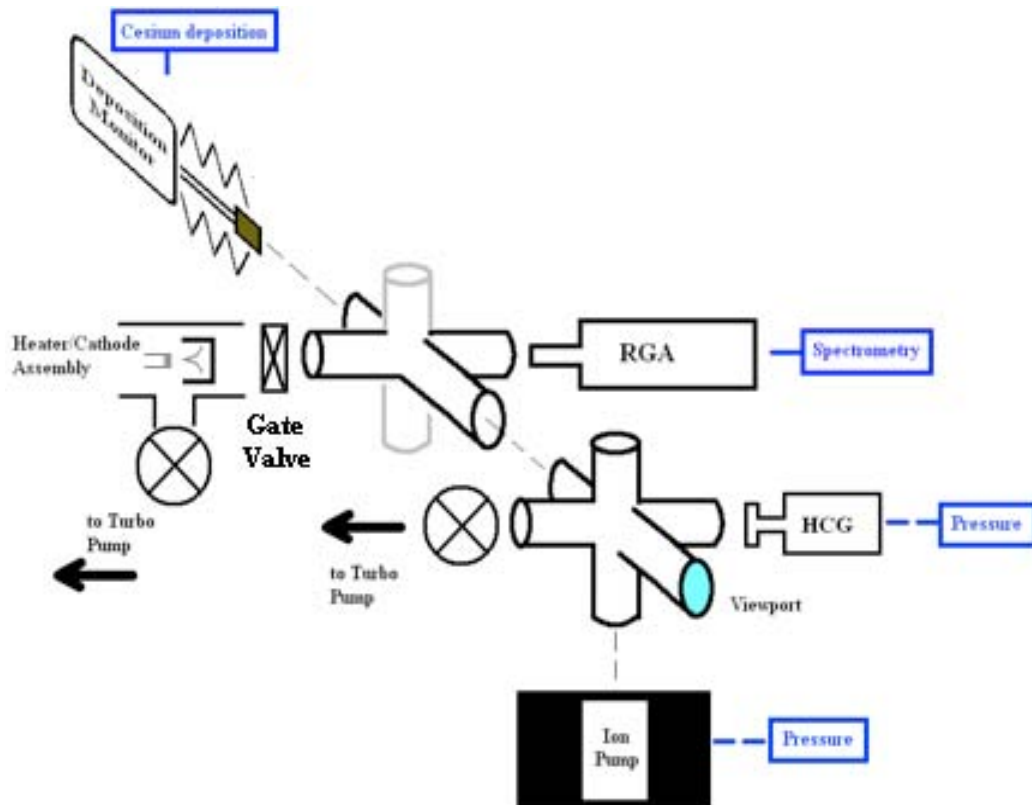 Cesium deposition
Deposition
Monitor
Heater/Cathode
Assembly
Gate
Valve
RGA
Spectrometry
to Turbo
Pump
to Turbo
Pump
HCG
Pressure
Viewport
Ion
Pump
Pressure